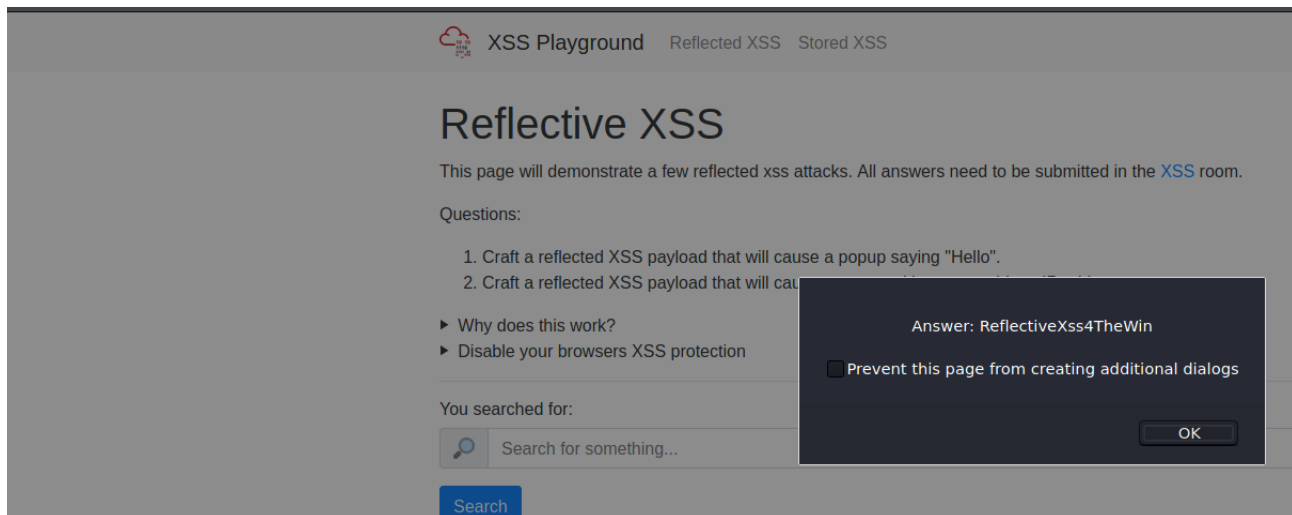 XSS Playground Reflected XSS Stored XSS
Reflective XSS
This page will demonstrate a few reflected xss attacks. All answers need to be submitted in the XSS room.
Questions:
1. Craft a reflected XSS payload that will cause a popup saying "Hello".
2. Craft a reflected XSS payload that will cau
Why does this work?
Disable your browsers XSS protection
Answer: ReflectiveXss4TheWin
Prevent this page from creating additional dialogs
OK
You searched for:
Search for something...
Search